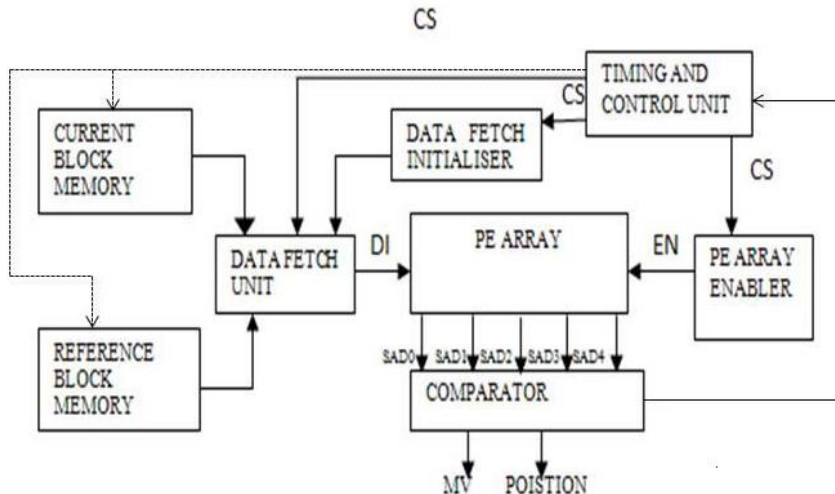 CS
TIMING AND
CONTROL UNIT
CS
CURRENT
BLOCK
MEMORY
DATA FETCH
INITIALISER
CS
DATA FETCH
UNIT
DI
PE ARRAY
EN
PE ARRAY
ENABLER
REFERENCE
BLOCK
MEMORY
SAD0 SAD1 SAD2 SAD3 SAD4
COMPARATOR
MV POISTION